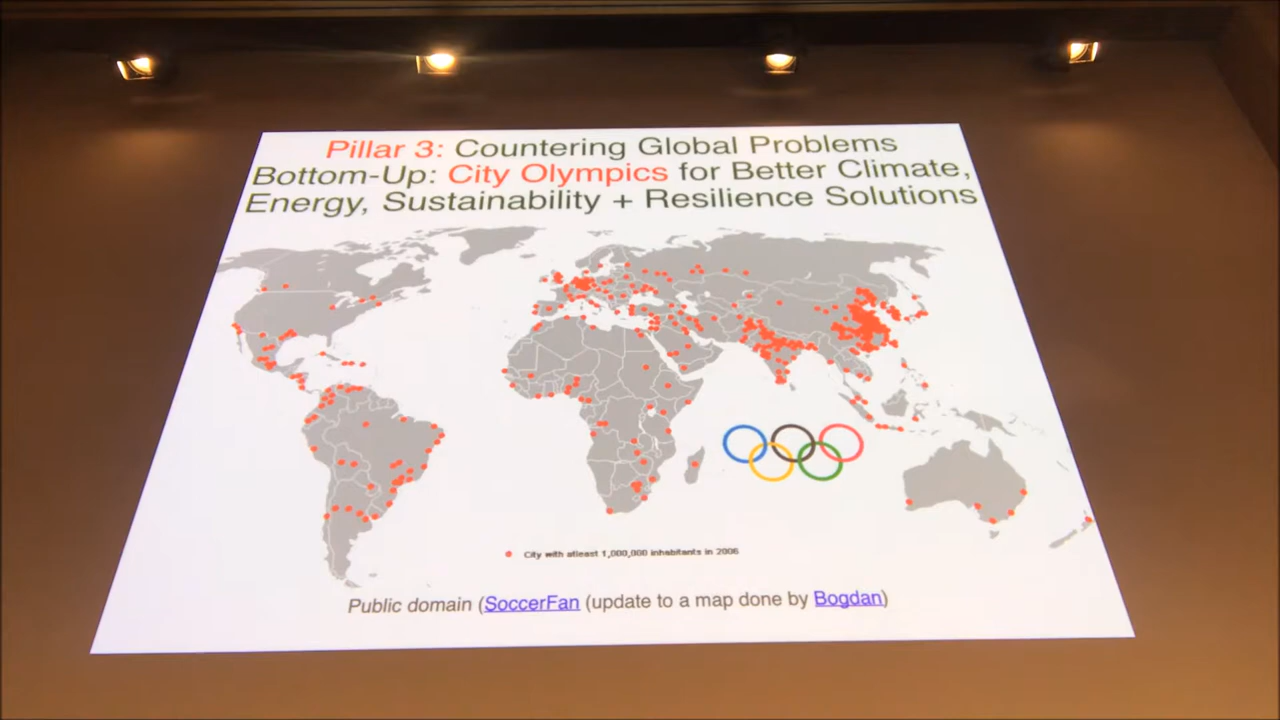 Pillar 3: Countering Global Problems
Bottom-Up: City Olympics for Better Climate,
Energy, Sustainability + Resilience Solutions
City with atleast 1,000,000 inhabitants in 2006
Public domain (SoccerFan (update to a map done by Bogdan)